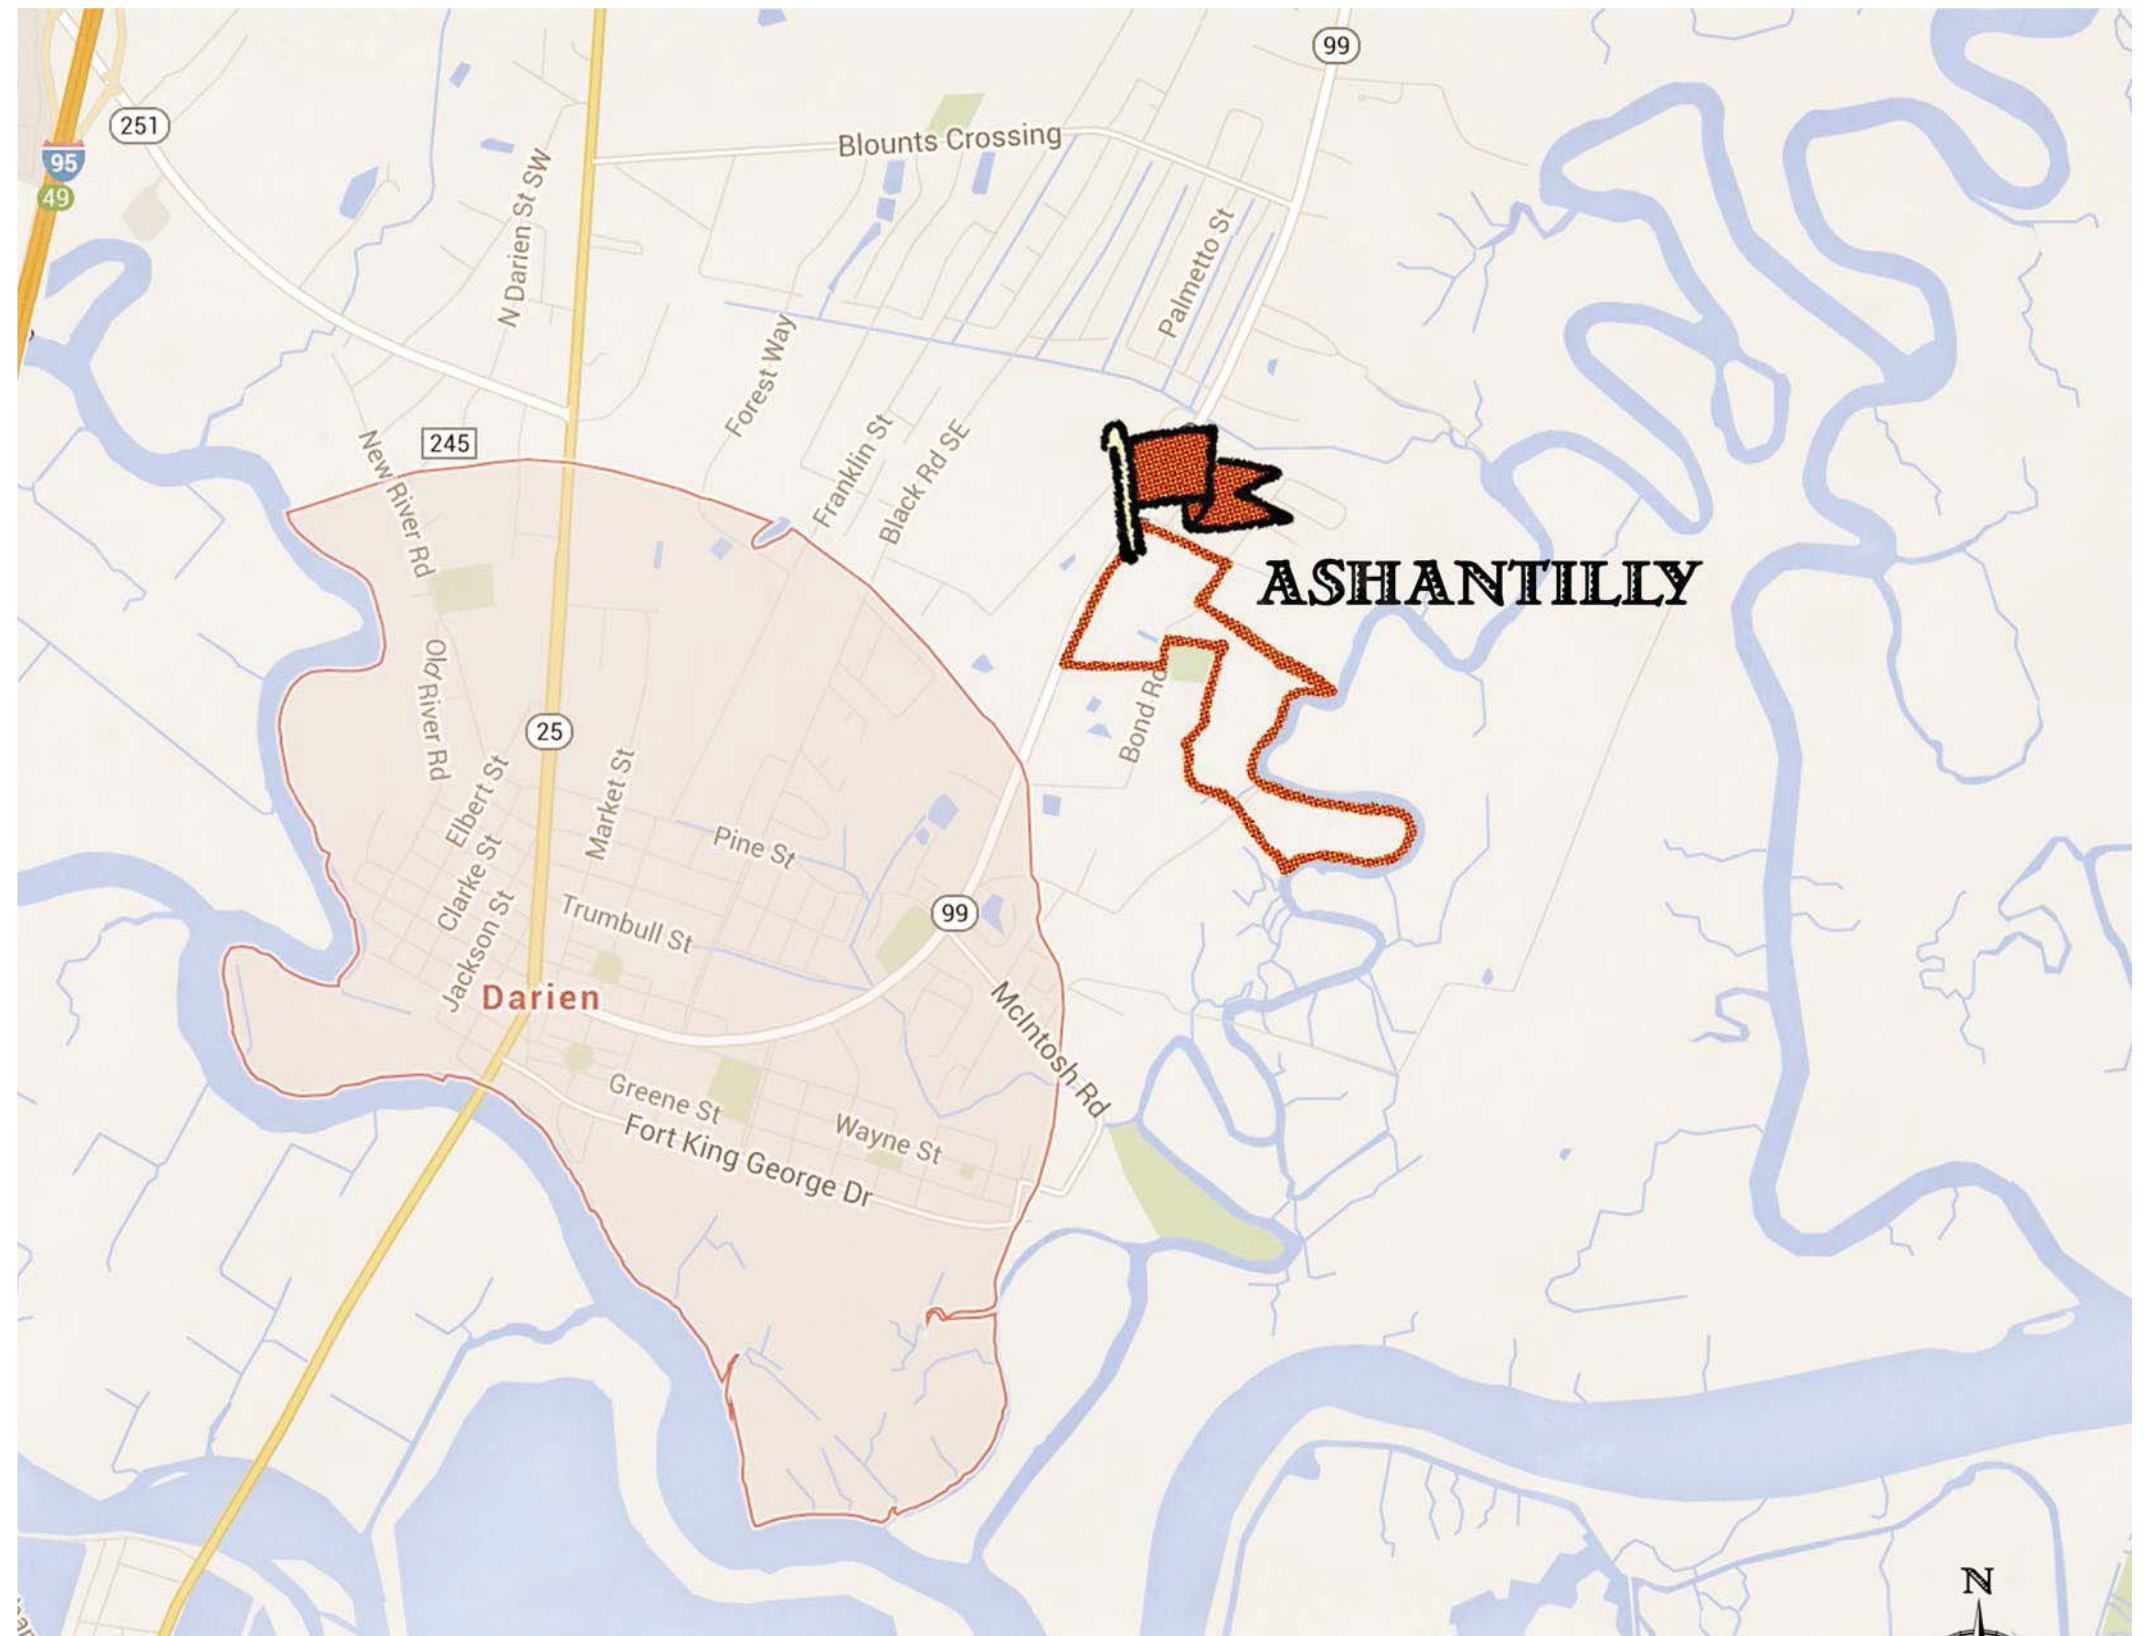 99
251
95
49
Blounts Crossing
N Darien St SW
Palmetto St
Forest Way
245
New River Rd
Franklin St
Black Rd SE
ASHANTILLY
Old River Rd
Bond Rd
25
Elbert St
Market St
Pine St
Clarke St
Jackson St
Trumbull St
99
Darien
McIntosh Rd
Greene St
Fort King George Dr
Wayne St
N